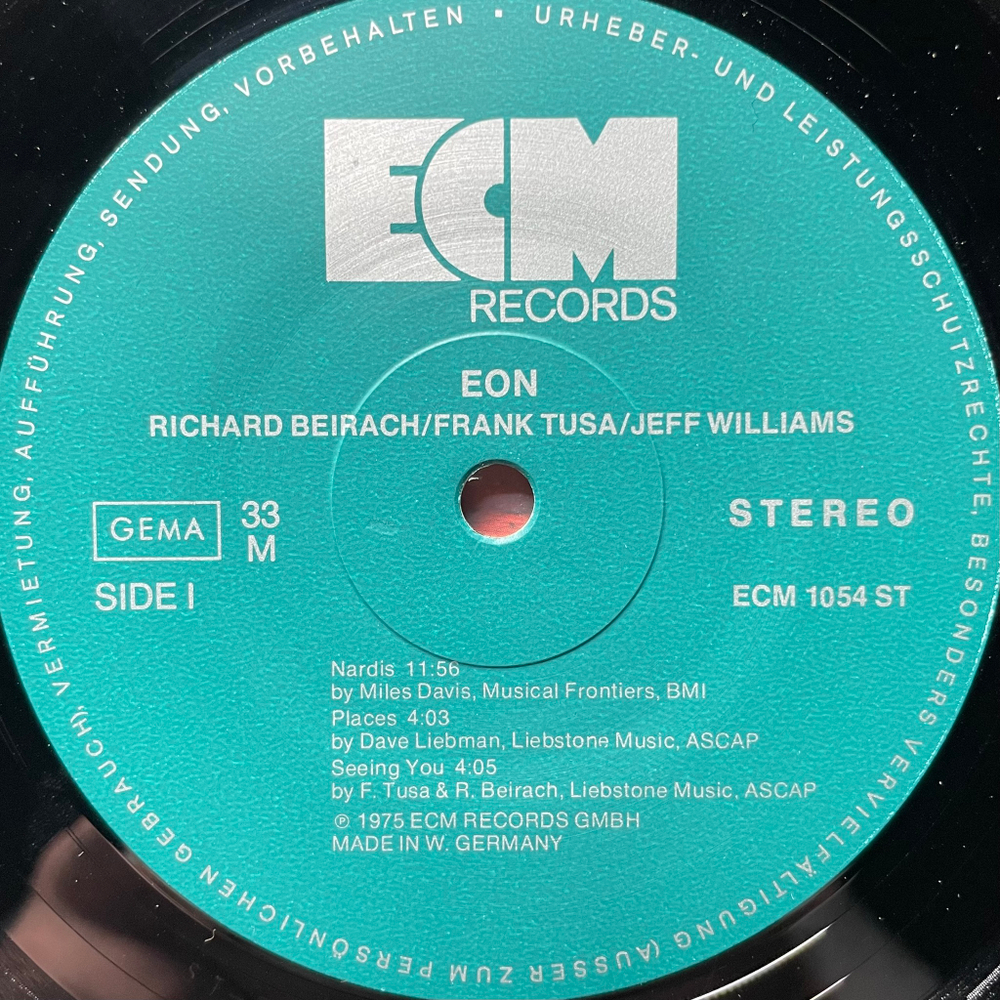 URHEBER- UND LEISTUNGSSCHUTZRECHTE, BESONDERS VERVIELFÄLTIGUNG (AUSSER ZUM PERSÖNLICHEN GEBRAUCH), VERMIETUNG, AUFFÜHRUNG, SENDUNG, VORBEHALTEN ▪
ECM
RECORDS
EON
RICHARD BEIRACH/FRANK TUSA/JEFF WILLIAMS
GEMA
33
M
STEREO
SIDE I
ECM 1054 ST
Nardis 11:56
by Miles Davis, Musical Frontiers, BMI
Places 4:03
by Dave Liebman, Liebstone Music, ASCAP
Seeing You 4:05
by F. Tusa & R. Beirach, Liebstone Music, ASCAP
℗ 1975 ECM RECORDS GMBH
MADE IN W. GERMANY